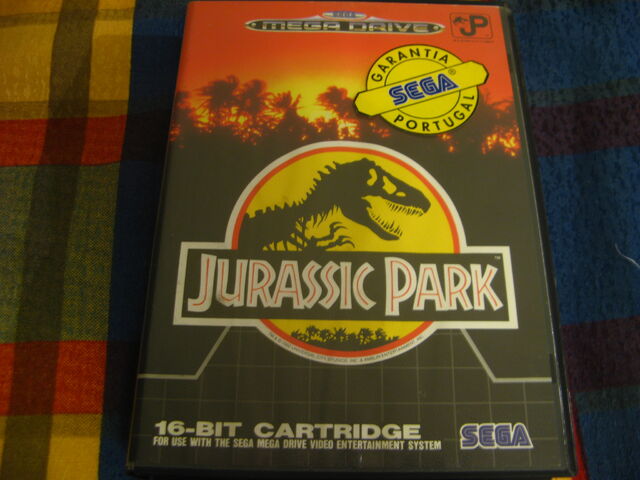 SEGA
MEGA DRIVE
JP
GARANTIA
SEGA®
PORTUGAL
JURASSIC PARK™
16-BIT CARTRIDGE
FOR USE WITH THE SEGA MEGA DRIVE VIDEO ENTERTAINMENT SYSTEM
SEGA